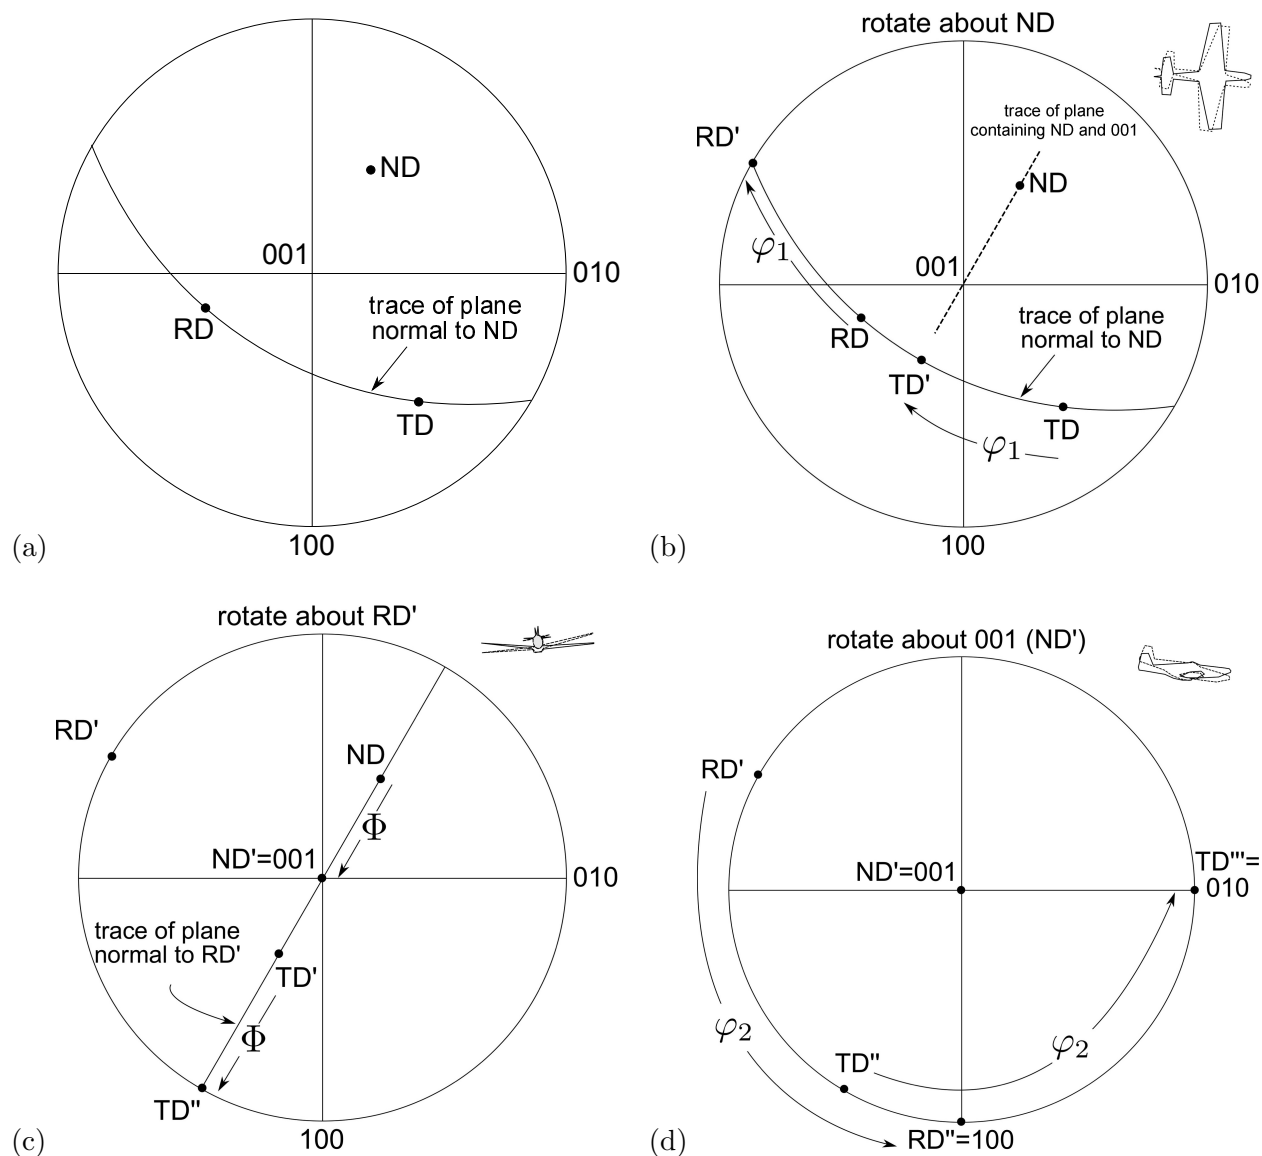 ND
001
010
trace of plane
normal to ND
RD
TD
100
(a)
rotate about ND
trace of plane
containing ND and 001
RD'
ND
φ1
001
010
RD
trace of plane
normal to ND
TD'
TD
φ1
100
(b)
rotate about RD'
RD'
ND
Φ
ND'=001
010
trace of plane
normal to RD'
TD'
Φ
TD"
100
(c)
rotate about 001 (ND')
RD'
ND'=001
TD"'=
010
φ2
φ2
TD"
RD"=100
(d)